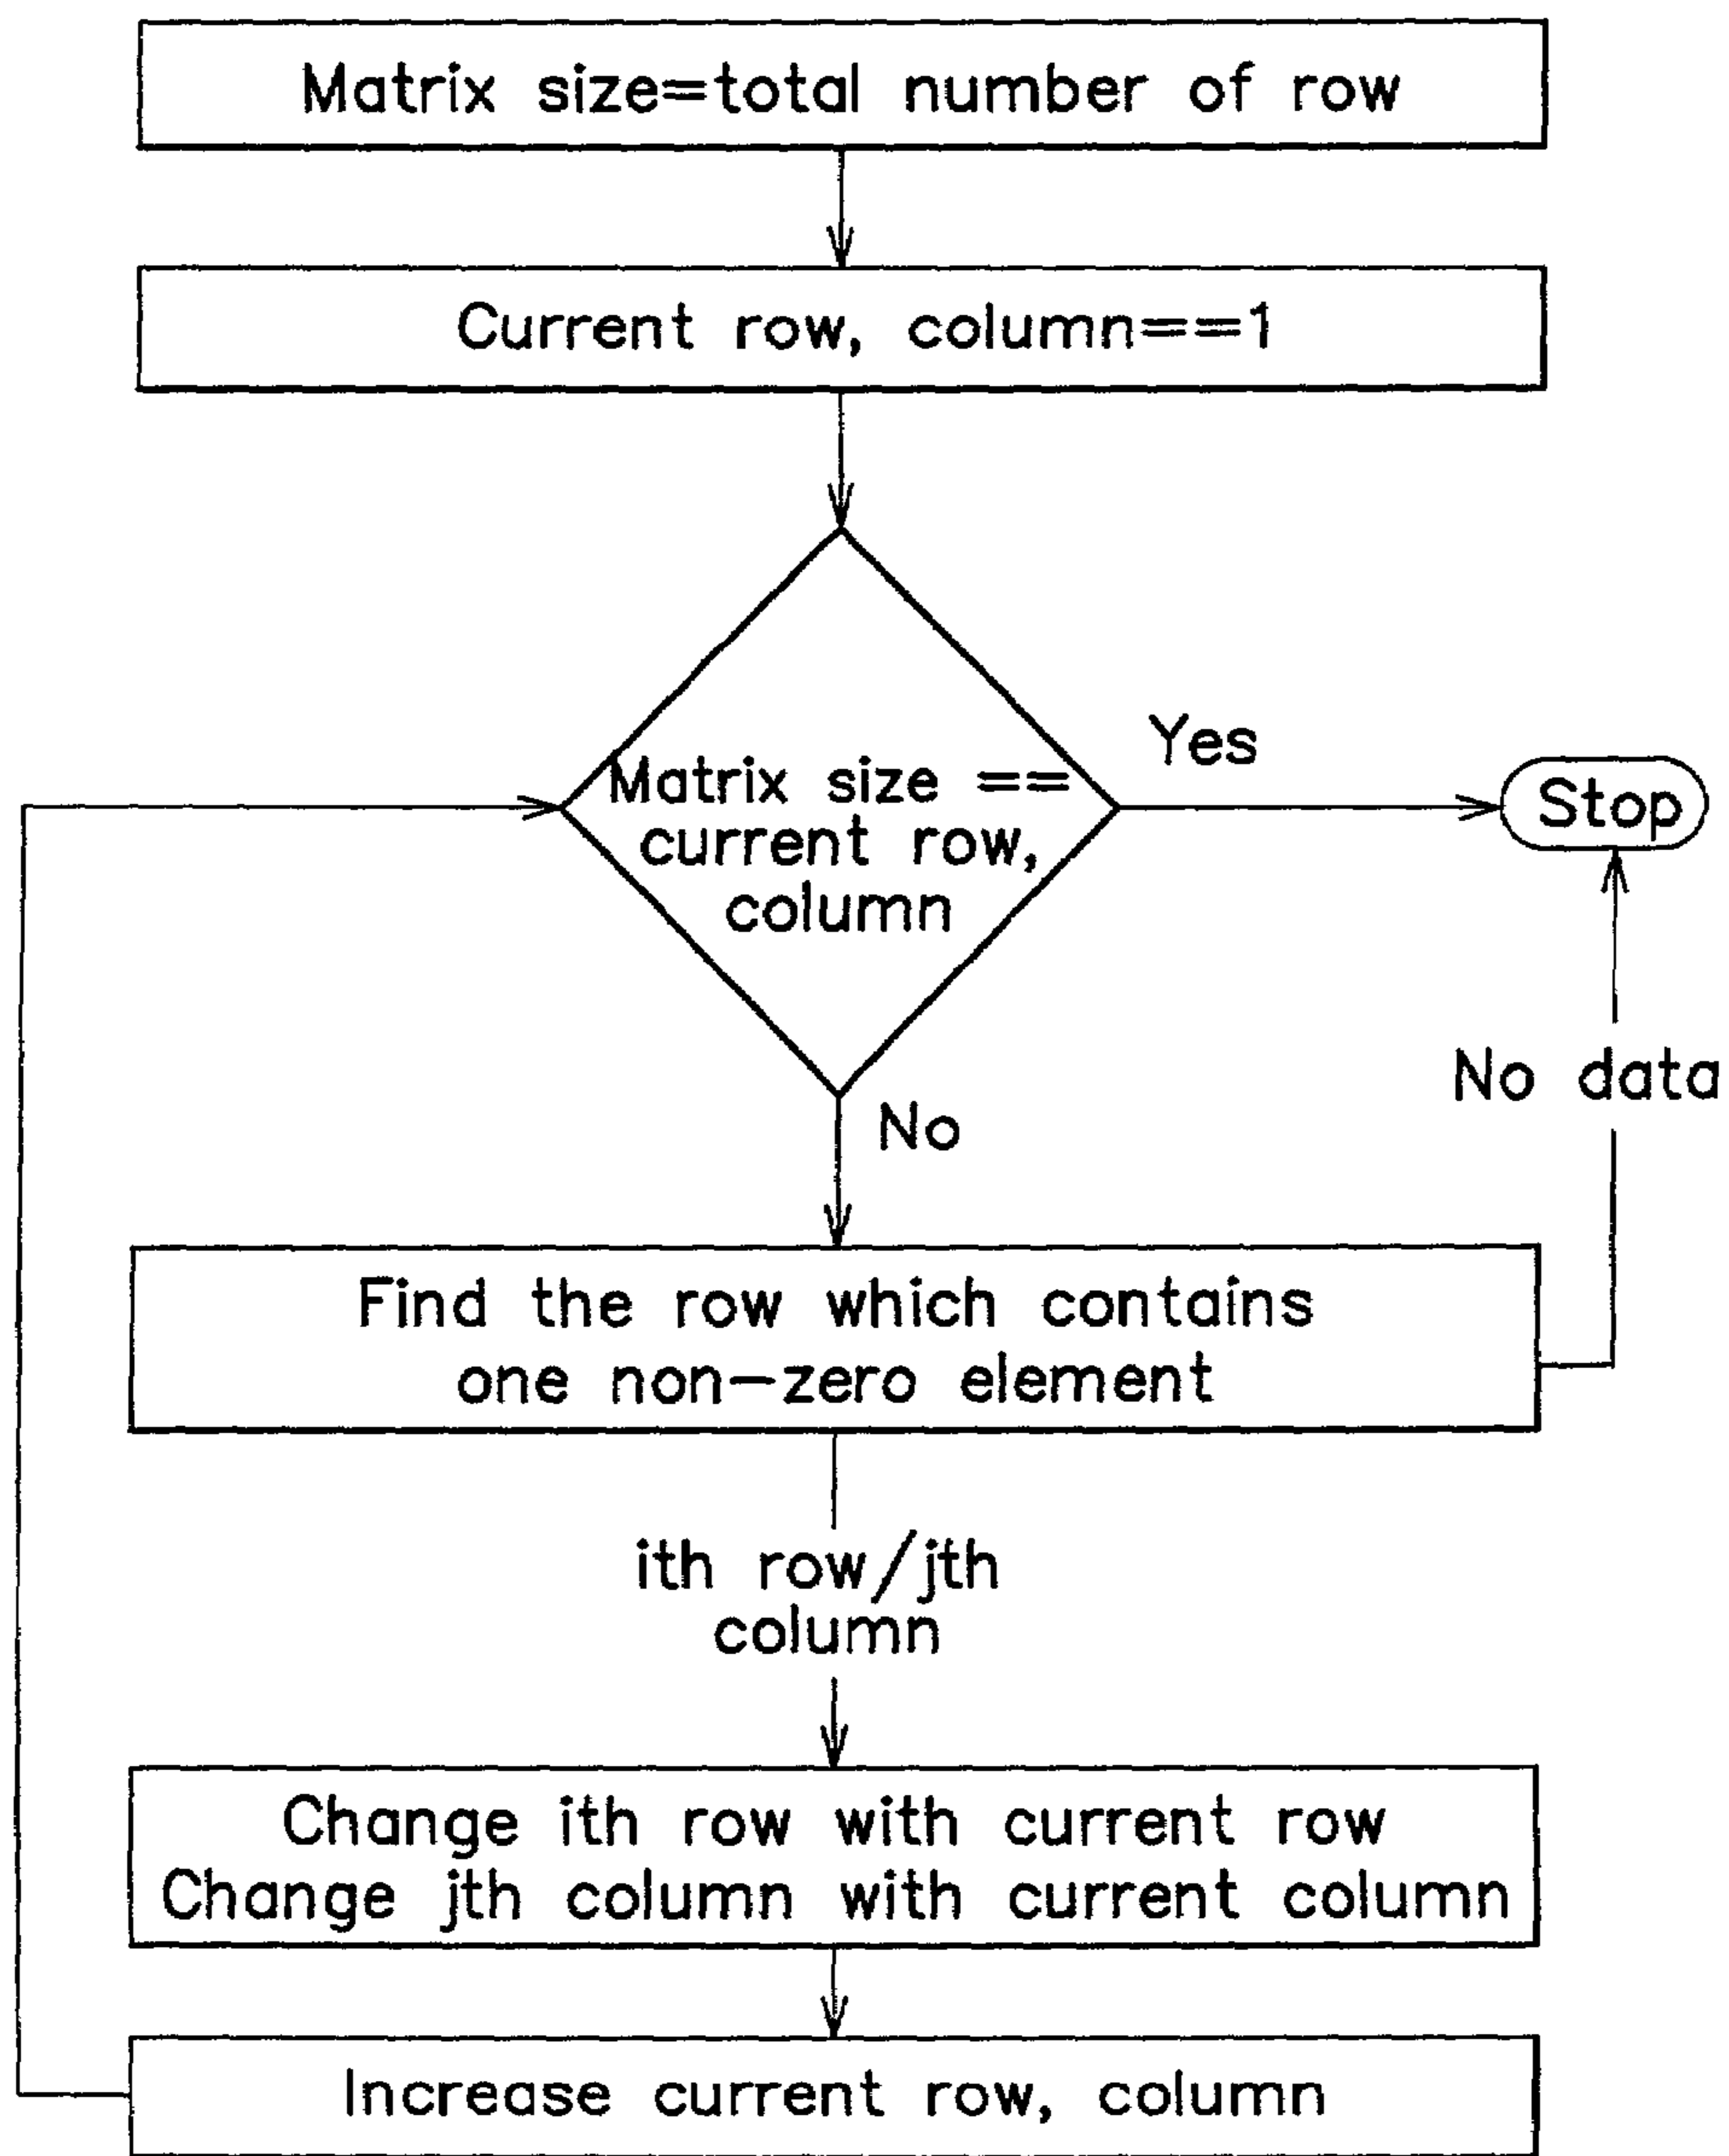 Matrix size=total number of row
Current row, column==1
Matrix size ==
current row,
column
Yes
Stop
No data
No
Find the row which contains
one non-zero element
ith row/jth
column
Change ith row with current row
Change jth column with current column
Increase current row, column